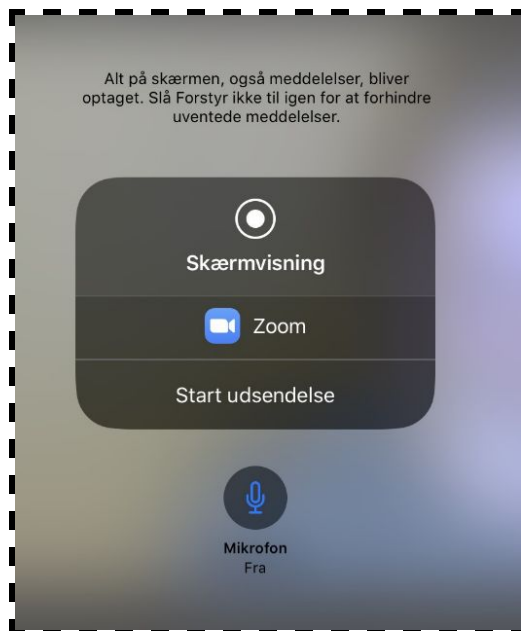 Alt på skærmen, også meddelelser, bliver
optaget. Slå Forstyr ikke til igen for at forhindre
uventede meddelelser.
Skærmvisning
Zoom
Start udsendelse
Mikrofon
Fra